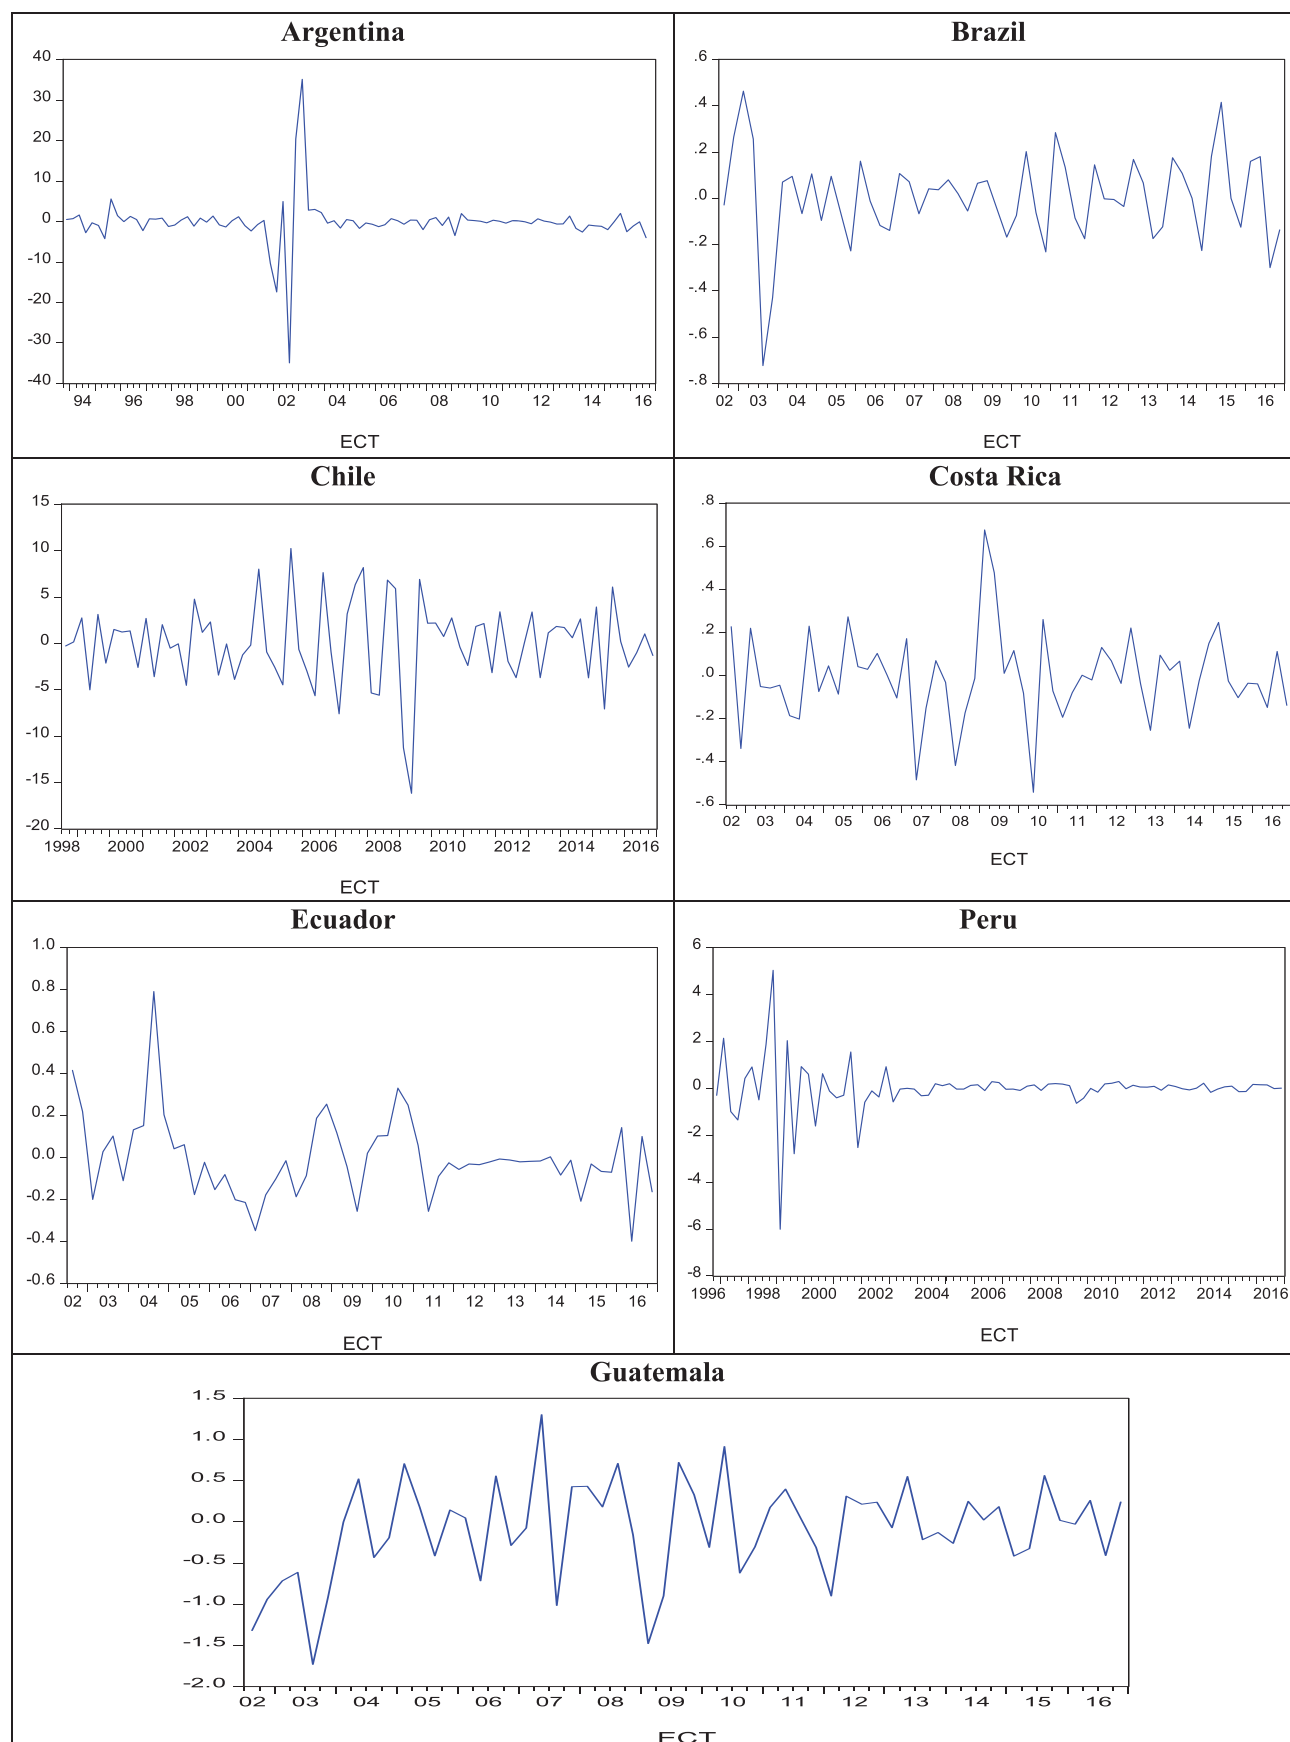 Argentina
40
30
20
10
0
-10
-20
-30
-40
94 96 98 00 02 04 06 08 10 12 14 16
ECT
Brazil
.6
.4
.2
.0
-.2
-.4
-.6
-.8
02 03 04 05 06 07 08 09 10 11 12 13 14 15 16
ECT
Chile
15
10
5
0
-5
-10
-15
-20
1998 2000 2002 2004 2006 2008 2010 2012 2014 2016
ECT
Costa Rica
.8
.6
.4
.2
.0
-.2
-.4
-.6
02 03 04 05 06 07 08 09 10 11 12 13 14 15 16
ECT
Ecuador
1.0
0.8
0.6
0.4
0.2
0.0
-0.2
-0.4
-0.6
02 03 04 05 06 07 08 09 10 11 12 13 14 15 16
ECT
Peru
6
4
2
0
-2
-4
-6
-8
1996 1998 2000 2002 2004 2006 2008 2010 2012 2014 2016
ECT
Guatemala
1.5
1.0
0.5
0.0
-0.5
-1.0
-1.5
-2.0
02 03 04 05 06 07 08 09 10 11 12 13 14 15 16
ECT